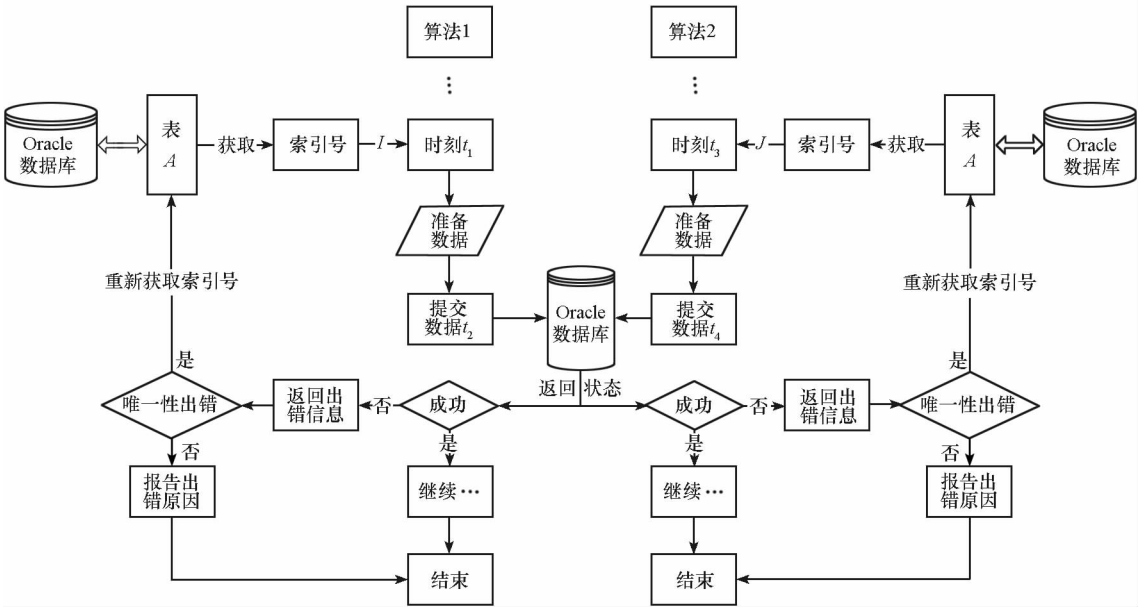 算法1
算法2
⋮
⋮
Oracle
数据库
表
A
获取
索引号
I
时刻t₁
时刻t₃
J
索引号
获取
表
A
Oracle
数据库
准备
数据
准备
数据
重新获取索引号
重新获取索引号
提交
数据t₂
Oracle
数据库
提交
数据t₄
是
返回 状态
是
唯一性出错
返回出
错信息
否
成功
成功
否
返回出
错信息
唯一性出错
否
是
是
否
报告出
错原因
继续…
继续…
报告出
错原因
结束
结束